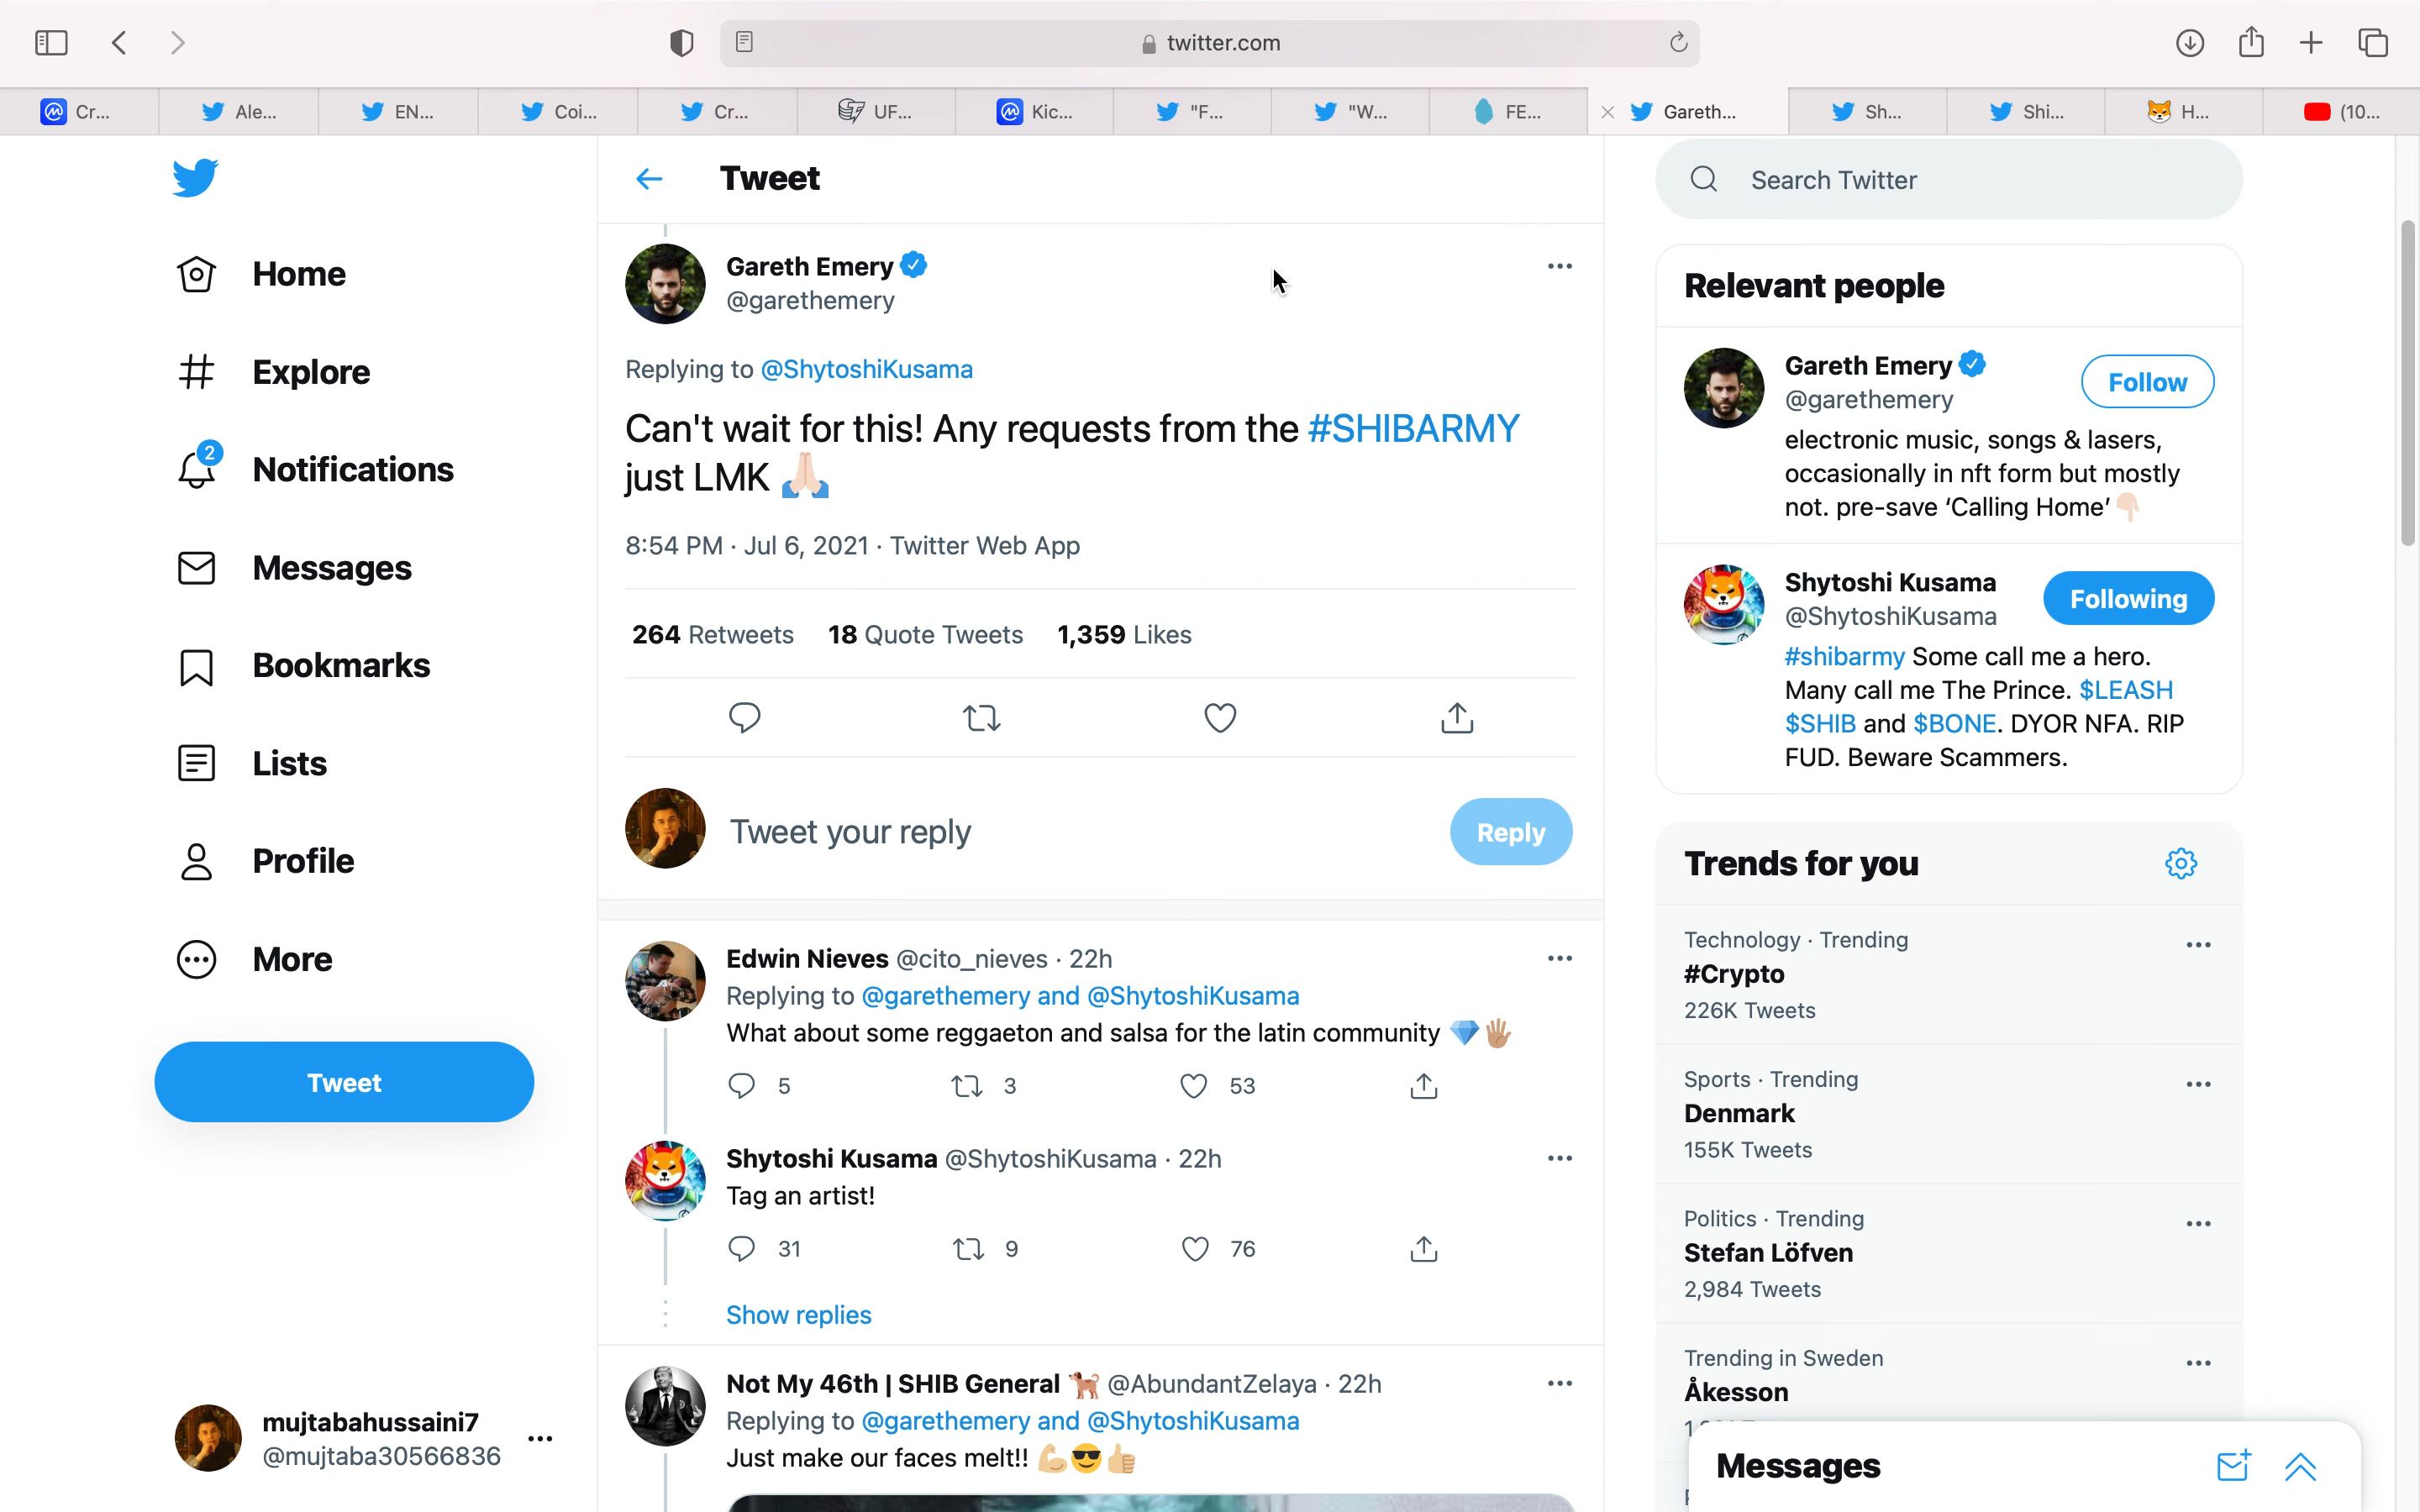 twitter.com
Cr...
Ale...
EN...
Coi...
Cr...
UF...
Kic...
"F...
"W...
FE...
Gareth...
Sh...
Shi...
H...
(10...
Home
Explore
2
Notifications
Messages
Bookmarks
Lists
Profile
More
Tweet
mujtabahussaini7
@mujtaba30566836
Tweet
Gareth Emery
@garethemery
Replying to @ShytoshiKusama
Can't wait for this! Any requests from the #SHIBARMY
just LMK 🙏🏻
8:54 PM · Jul 6, 2021 · Twitter Web App
264 Retweets 18 Quote Tweets 1,359 Likes
Tweet your reply
Reply
Edwin Nieves @cito_nieves · 22h
Replying to @garethemery and @ShytoshiKusama
What about some reggaeton and salsa for the latin community 💎🖐🏽
5 3 53
Shytoshi Kusama @ShytoshiKusama · 22h
Tag an artist!
31 9 76
Show replies
Not My 46th | SHIB General 🐕 @AbundantZelaya · 22h
Replying to @garethemery and @ShytoshiKusama
Just make our faces melt!! 💪🏼😎👍🏼
Search Twitter
Relevant people
Gareth Emery
@garethemery
Follow
electronic music, songs & lasers,
occasionally in nft form but mostly
not. pre-save ‘Calling Home’👇🏻
Shytoshi Kusama
@ShytoshiKusama
Following
#shibarmy Some call me a hero.
Many call me The Prince. $LEASH
$SHIB and $BONE. DYOR NFA. RIP
FUD. Beware Scammers.
Trends for you
Technology · Trending
#Crypto
226K Tweets
Sports · Trending
Denmark
155K Tweets
Politics · Trending
Stefan Löfven
2,984 Tweets
Trending in Sweden
Åkesson
Messages